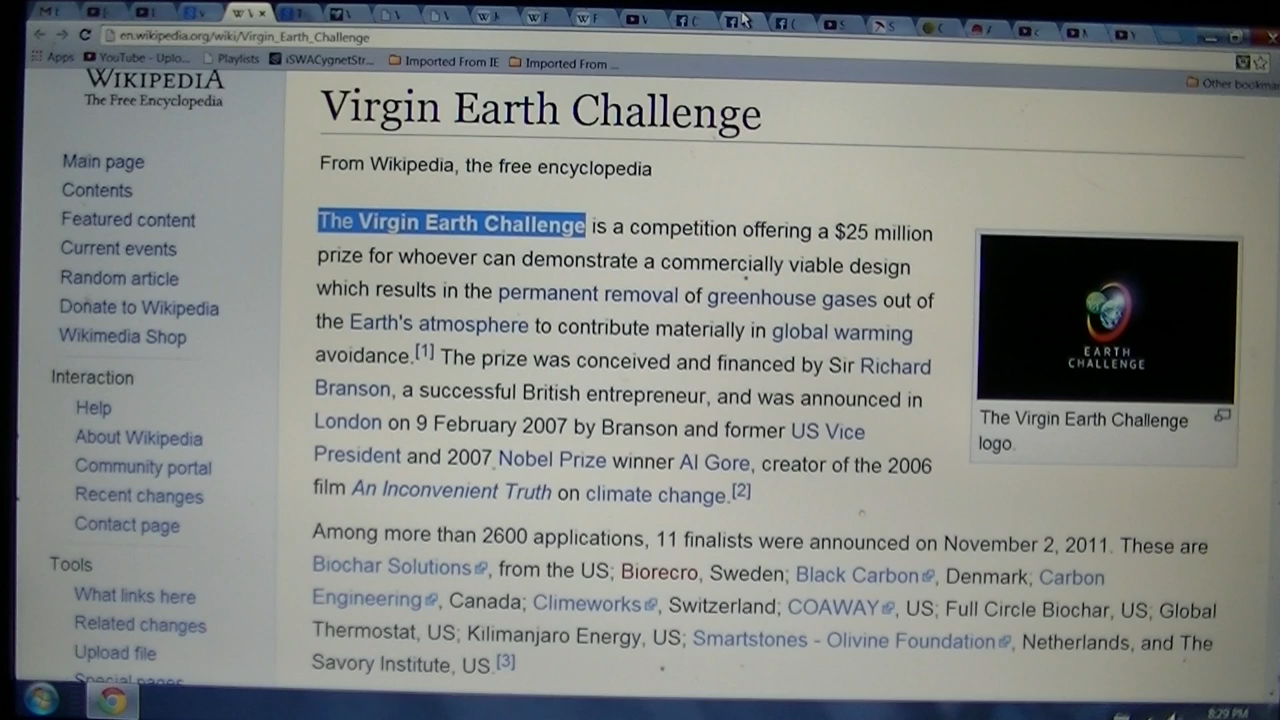 en.wikipedia.org/wiki/Virgin_Earth_Challenge
Apps YouTube - Uplo... Playlists iSWACygnetStr... Imported From IE Imported From ...
Other bookmar
WIKIPEDIA
The Free Encyclopedia
Main page
Contents
Featured content
Current events
Random article
Donate to Wikipedia
Wikimedia Shop
Interaction
Help
About Wikipedia
Community portal
Recent changes
Contact page
Tools
What links here
Related changes
Upload file
Special pages
Virgin Earth Challenge
From Wikipedia, the free encyclopedia
The Virgin Earth Challenge is a competition offering a $25 million
prize for whoever can demonstrate a commercially viable design
which results in the permanent removal of greenhouse gases out of
the Earth's atmosphere to contribute materially in global warming
avoidance.[1] The prize was conceived and financed by Sir Richard
Branson, a successful British entrepreneur, and was announced in
London on 9 February 2007 by Branson and former US Vice
President and 2007 Nobel Prize winner Al Gore, creator of the 2006
film An Inconvenient Truth on climate change.[2]
EARTH
CHALLENGE
The Virgin Earth Challenge
logo.
Among more than 2600 applications, 11 finalists were announced on November 2, 2011. These are
Biochar Solutions, from the US; Biorecro, Sweden; Black Carbon, Denmark; Carbon
Engineering, Canada; Climeworks, Switzerland; COAWAY, US; Full Circle Biochar, US; Global
Thermostat, US; Kilimanjaro Energy, US; Smartstones - Olivine Foundation, Netherlands, and The
Savory Institute, US.[3]
8:29 PM